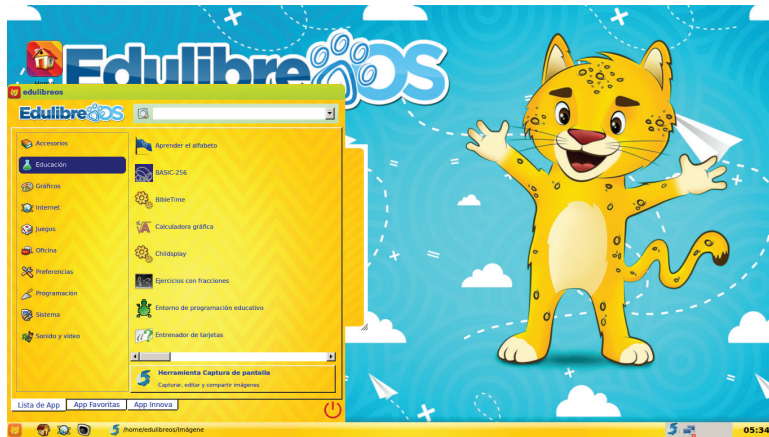 EdulibreOS
edulibreos
EdulibreOS
Accesorios
Educación
Gráficos
Internet
Juegos
Oficina
Preferencias
Programación
Sistema
Sonido y video
Aprender el alfabeto
BASIC-256
BibleTime
Calculadora gráfica
Childsplay
Ejercicios con fracciones
Entorno de programación educativo
Entrenador de tarjetas
Herramienta Captura de pantalla
Capturar, editar y compartir imágenes
Lista de App
App Favoritas
App Innova
/home/edulibreos/Imágene
05:34